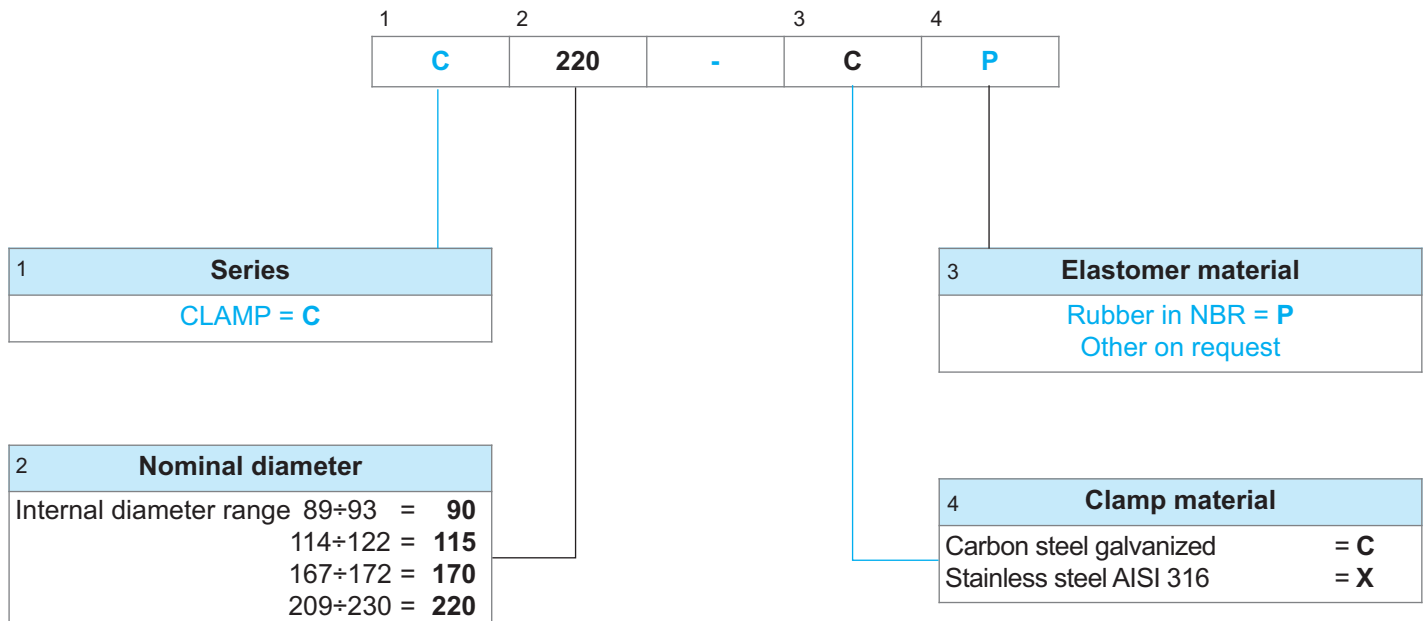 1 2 3 4
C 220 - C P
1 Series
CLAMP = C
3 Elastomer material
Rubber in NBR = P
Other on request
2 Nominal diameter
Internal diameter range 89÷93 = 90
114÷122 = 115
167÷172 = 170
209÷230 = 220
4 Clamp material
Carbon steel galvanized = C
Stainless steel AISI 316 = X